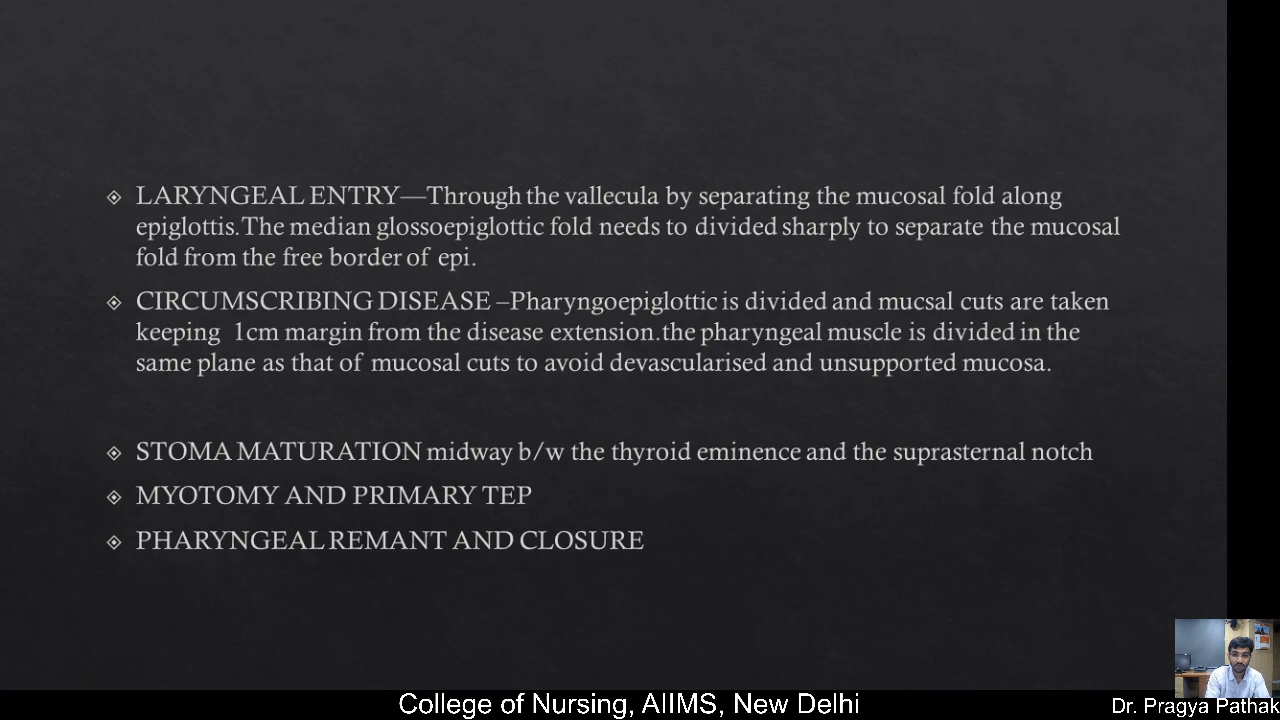 LARYNGEAL ENTRY—Through the vallecula by separating the mucosal fold along
epiglottis.The median glossoepiglottic fold needs to divided sharply to separate the mucosal
fold from the free border of epi.
CIRCUMSCRIBING DISEASE –Pharyngoepiglottic is divided and mucsal cuts are taken
keeping 1cm margin from the disease extension.the pharyngeal muscle is divided in the
same plane as that of mucosal cuts to avoid devascularised and unsupported mucosa.
STOMA MATURATION midway b/w the thyroid eminence and the suprasternal notch
MYOTOMY AND PRIMARY TEP
PHARYNGEAL REMANT AND CLOSURE
College of Nursing, AIIMS, New Delhi
Dr. Pragya Pathak